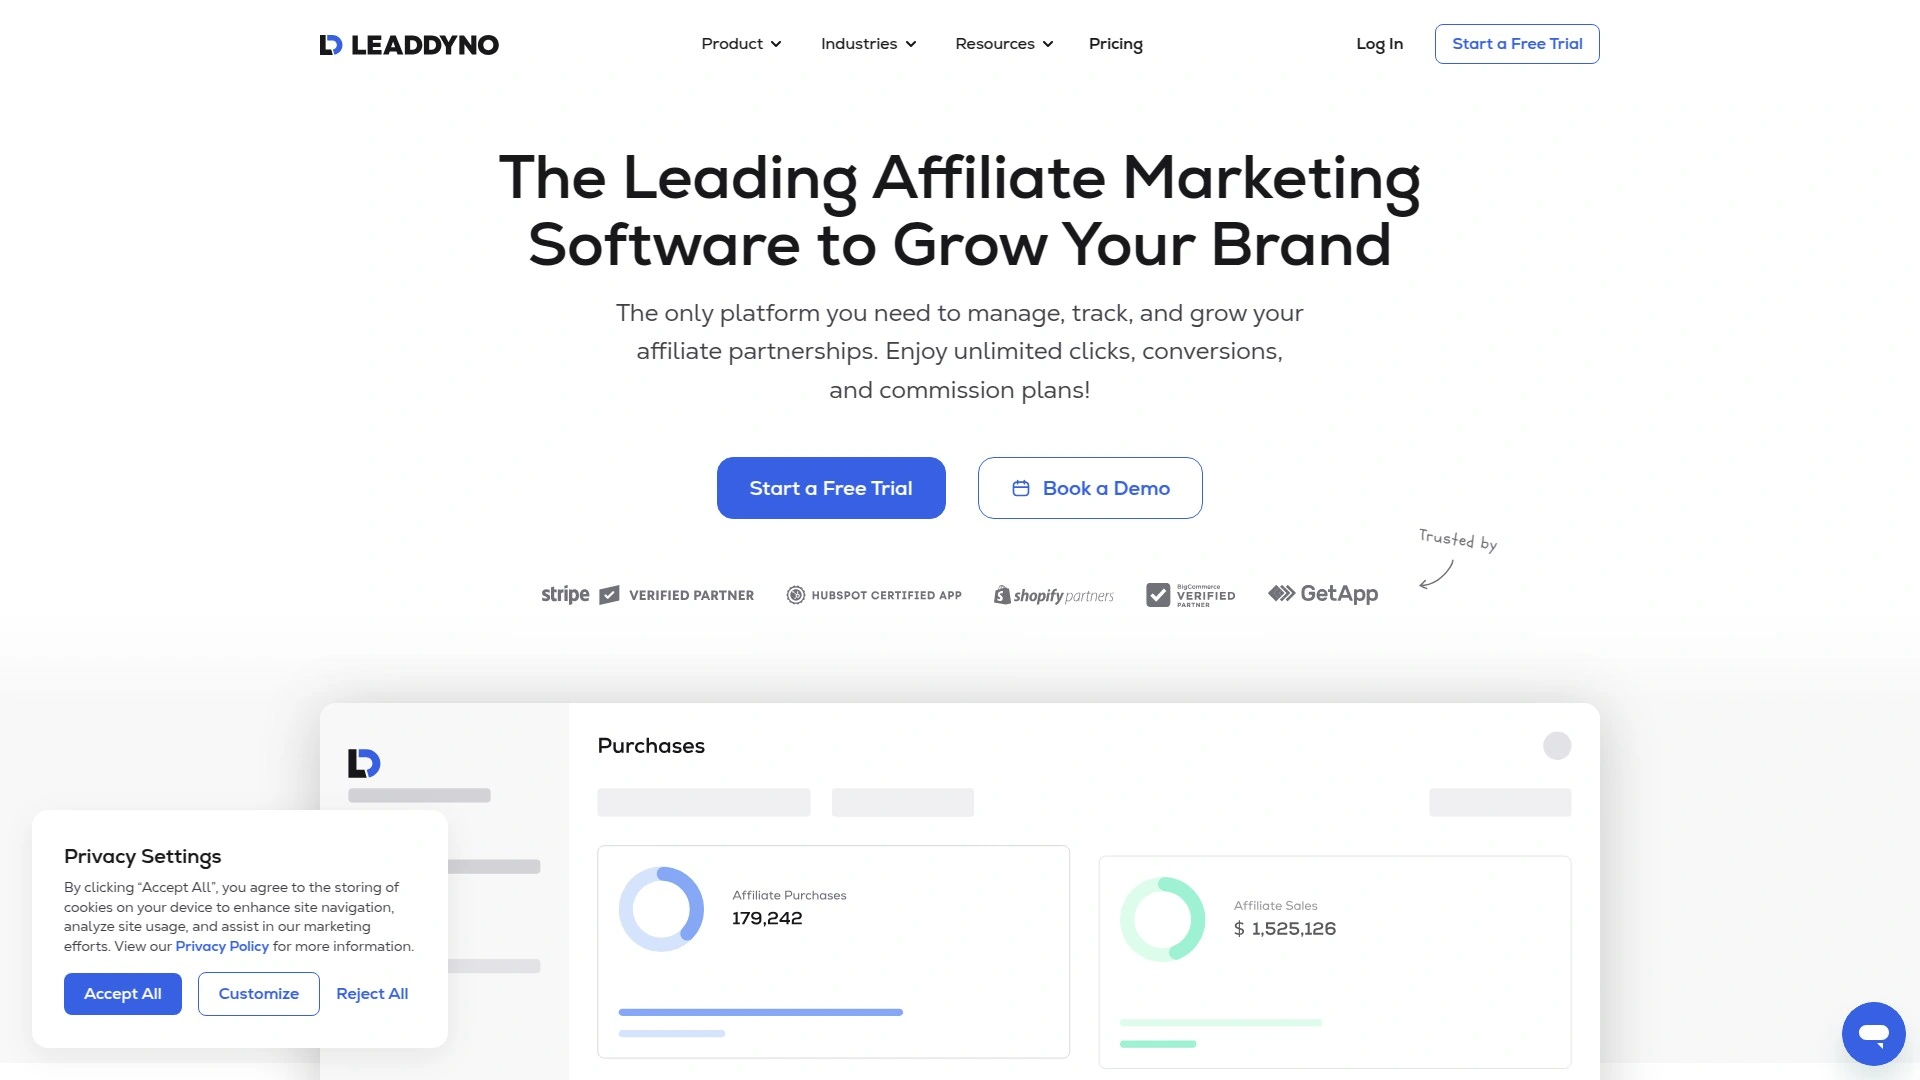 LEADDYNO
Product
Industries
Resources
Pricing
Log In
Start a Free Trial
The Leading Affiliate Marketing
Software to Grow Your Brand
The only platform you need to manage, track, and grow your
affiliate partnerships. Enjoy unlimited clicks, conversions,
and commission plans!
Start a Free Trial
Book a Demo
Trusted by
stripe VERIFIED PARTNER
HUBSPOT CERTIFIED APP
shopify partners
BigCommerce
VERIFIED
PARTNER
GetApp
Purchases
Affiliate Purchases
179,242
Affiliate Sales
$ 1,525,126
Privacy Settings
By clicking “Accept All”, you agree to the storing of
cookies on your device to enhance site navigation,
analyze site usage, and assist in our marketing
efforts. View our Privacy Policy for more information.
Accept All
Customize
Reject All